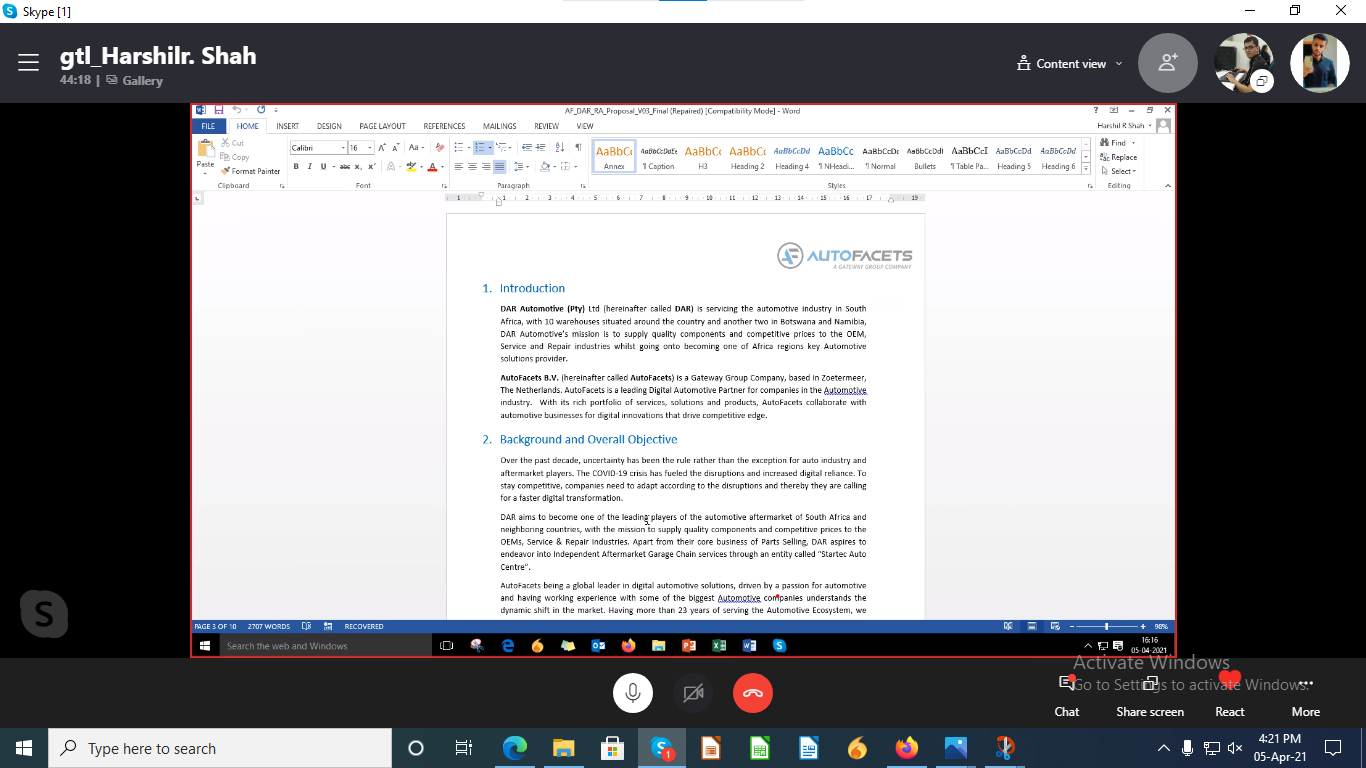 Skype [1]
gtl_Harshilr. Shah
44:18 | Gallery
Content view
AF_DAR_RA_Proposal_V03_Final (Repaired) [Compatibility Mode] - Word
FILE HOME INSERT DESIGN PAGE LAYOUT REFERENCES MAILINGS REVIEW VIEW Harshil R Shah
Cut
Copy
Format Painter
Paste
Calibri 16
Clipboard Font Paragraph Styles Editing
Annex ¶ Caption H3 Heading 2 Heading 4 ¶ NHeadi... ¶ Normal Bullets ¶ Table Pa... Heading 5 Heading 6
Find
Replace
Select
AUTOFACETS
A GATEWAY GROUP COMPANY
1. Introduction
DAR Automotive (Pty) Ltd (hereinafter called DAR) is servicing the automotive industry in South
Africa, with 10 warehouses situated around the country and another two in Botswana and Namibia,
DAR Automotive's mission is to supply quality components and competitive prices to the OEM,
Service and Repair industries whilst going onto becoming one of Africa regions key Automotive
solutions provider.
AutoFacets B.V. (hereinafter called AutoFacets) is a Gateway Group Company, based in Zoetermeer,
The Netherlands. AutoFacets is a leading Digital Automotive Partner for companies in the Automotive
industry. With its rich portfolio of services, solutions and products, AutoFacets collaborate with
automotive businesses for digital innovations that drive competitive edge.
2. Background and Overall Objective
Over the past decade, uncertainty has been the rule rather than the exception for auto industry and
aftermarket players. The COVID-19 crisis has fueled the disruptions and increased digital reliance. To
stay competitive, companies need to adapt according to the disruptions and thereby they are calling
for a faster digital transformation.
DAR aims to become one of the leading players of the automotive aftermarket of South Africa and
neighboring countries, with the mission to supply quality components and competitive prices to the
OEMs, Service & Repair industries. Apart from their core business of Parts Selling, DAR aspires to
endeavor into Independent Aftermarket Garage Chain services through an entity called "Startec Auto
Centre".
AutoFacets being a global leader in digital automotive solutions, driven by a passion for automotive
and having working experience with some of the biggest Automotive companies understands the
dynamic shift in the market. Having more than 23 years of serving the Automotive Ecosystem, we
PAGE 3 OF 10 2707 WORDS RECOVERED 98%
Search the web and Windows
16:16
05-04-2021
Activate Windows
Go to Settings to activate Windows.
Chat Share screen React More
Type here to search
4:21 PM
05-Apr-21